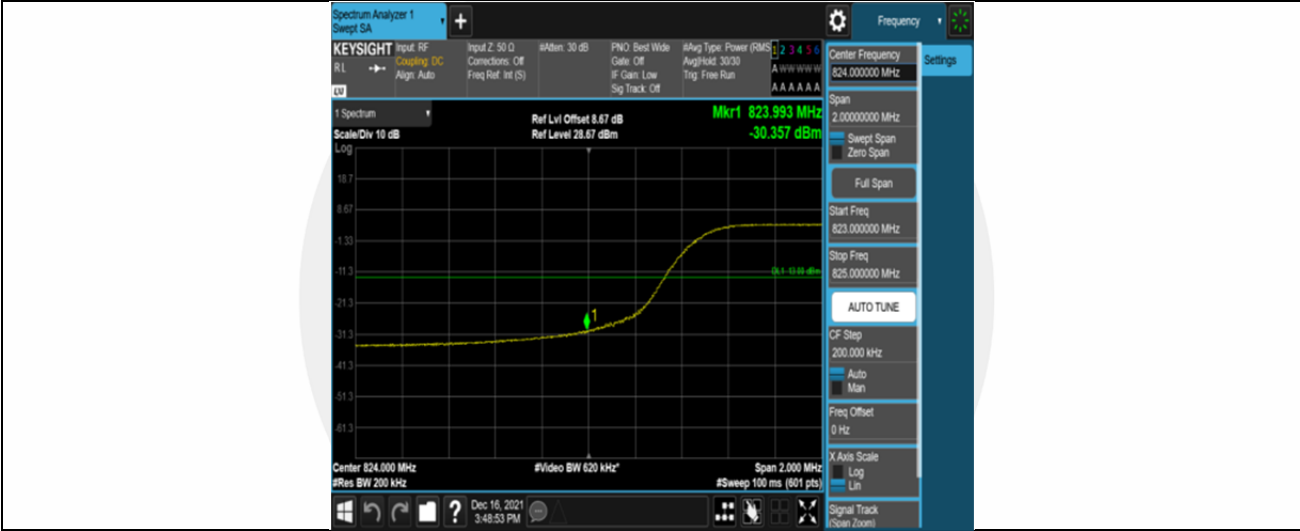 Spectrum Analyzer 1
Swept SA
+
Frequency
KEYSIGHT
R L
Input: RF
Coupling: DC
Align: Auto
Input Z: 50 Ω
Corrections: Off
Freq Ref: Int (S)
#Atten: 30 dB
PNO: Best Wide
Gate: Off
IF Gain: Low
Sig Track: Off
#Avg Type: Power (RMS
Avg|Hold: 30/30
Trig: Free Run
1 2 3 4 5 6
A W W W W W
A A A A A A
1 Spectrum
Scale/Div 10 dB
Log
Ref Lvl Offset 8.67 dB
Ref Level 28.67 dBm
Mkr1 823.993 MHz
-30.357 dBm
18.7
8.67
-1.33
-11.3
DL1 -13.00 dBm
-21.3
1
-31.3
-41.3
-51.3
-61.3
Center 824.000 MHz
#Res BW 200 kHz
#Video BW 620 kHz*
Span 2.000 MHz
#Sweep 100 ms (601 pts)
Center Frequency
824.000000 MHz
Settings
Span
2.00000000 MHz
Swept Span
Zero Span
Full Span
Start Freq
823.000000 MHz
Stop Freq
825.000000 MHz
AUTO TUNE
CF Step
200.000 kHz
Auto
Man
Freq Offset
0 Hz
X Axis Scale
Log
Lin
Signal Track
(Span Zoom)
?
Dec 16, 2021
3:48:53 PM